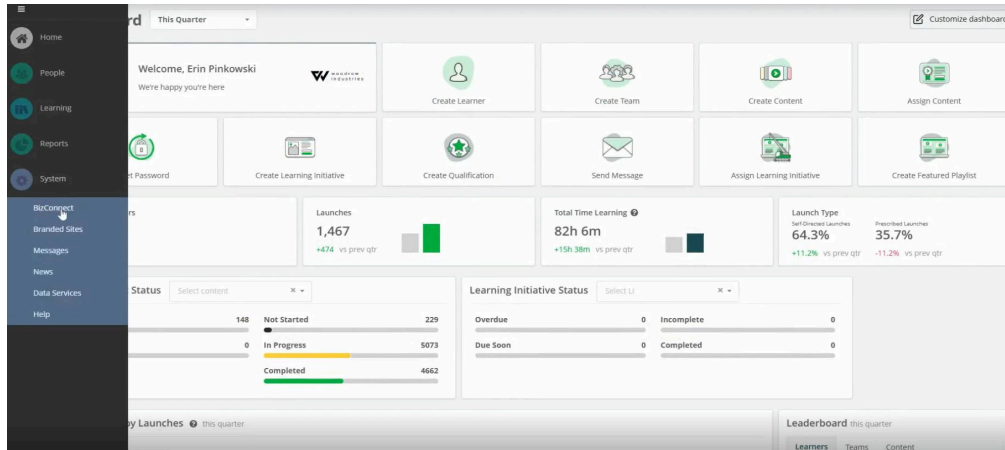 rd This Quarter
Customize dashboard
Home
People
Learning
Reports
System
BizConnect
Branded Sites
Messages
News
Data Services
Help
Welcome, Erin Pinkowski
We're happy you're here
Create Learner
Create Team
Create Content
Assign Content
et Password
Create Learning Initiative
Create Qualification
Send Message
Assign Learning Initiative
Create Featured Playlist
rs
Launches
1,467
+474 vs prev qtr
Total Time Learning
82h 6m
+15h 38m vs prev qtr
Launch Type
Self-Directed Launches
64.3%
+11.2% vs prev qtr
Prescribed Launches
35.7%
-11.2% vs prev qtr
Status Select content
148
0
Not Started 229
In Progress 5073
Completed 4662
Learning Initiative Status Select LI
Overdue 0
Due Soon 0
Incomplete 0
Completed 0
by Launches this quarter
Leaderboard this quarter
Learners Teams Content